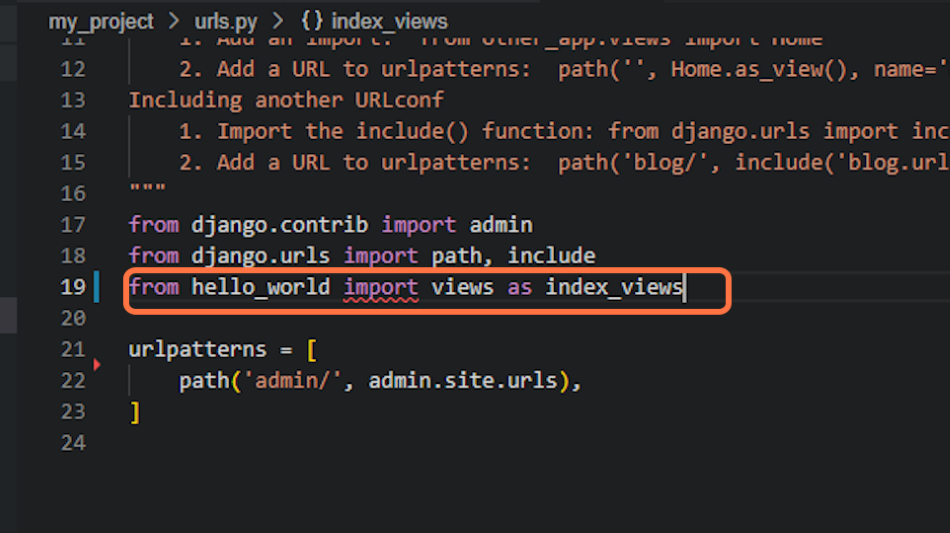 my_project > urls.py > {} index_views
11 1. Add an import: from other_app.views import Home
12 2. Add a URL to urlpatterns: path('', Home.as_view(), name='
13 Including another URLconf
14 1. Import the include() function: from django.urls import inc
15 2. Add a URL to urlpatterns: path('blog/', include('blog.url
16 """
17 from django.contrib import admin
18 from django.urls import path, include
19 from hello_world import views as index_views
20
21 urlpatterns = [
22 path('admin/', admin.site.urls),
23 ]
24